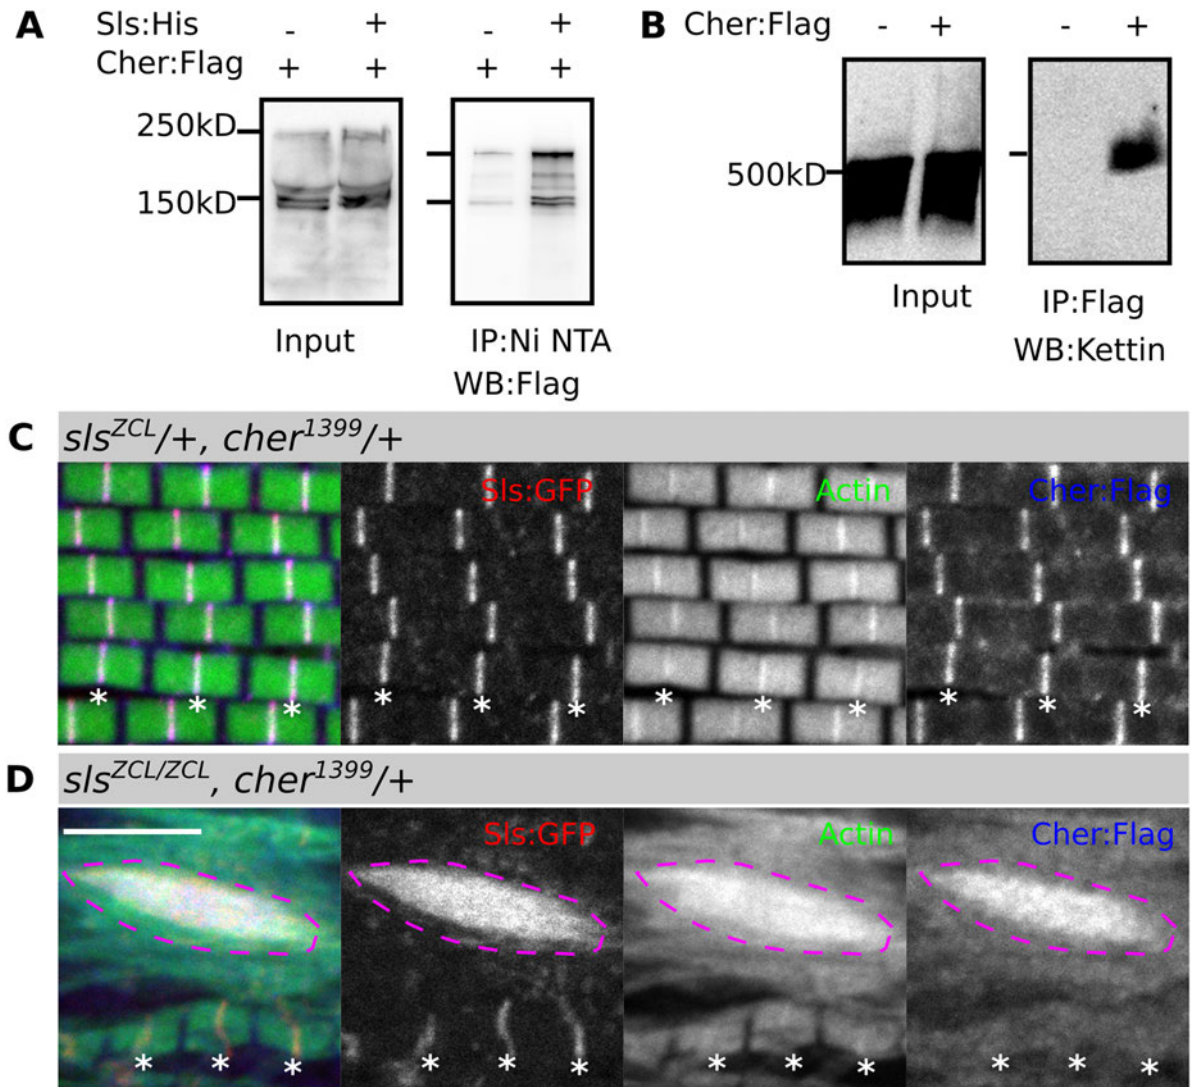 A
Sls:His - + - +
Cher:Flag + + + +
250kD
150kD
Input
IP:Ni NTA
WB:Flag
B
Cher:Flag - + - +
500kD
Input
IP:Flag
WB:Kettin
C
sls^ZCL/+, cher^1399/+
Sls:GFP
Actin
Cher:Flag
* * * * * * * * * * * *
D
sls^ZCL/ZCL, cher^1399/+
Sls:GFP
Actin
Cher:Flag
* * * * * * * * * * * *